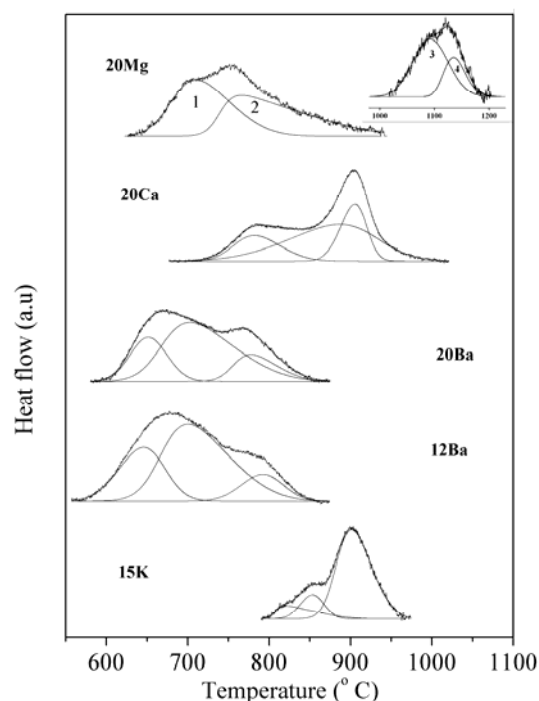 20Mg
1
2
3
4
1000 1100 1200
20Ca
20Ba
12Ba
15K
Heat flow (a.u)
600 700 800 900 1000 1100
Temperature (° C)